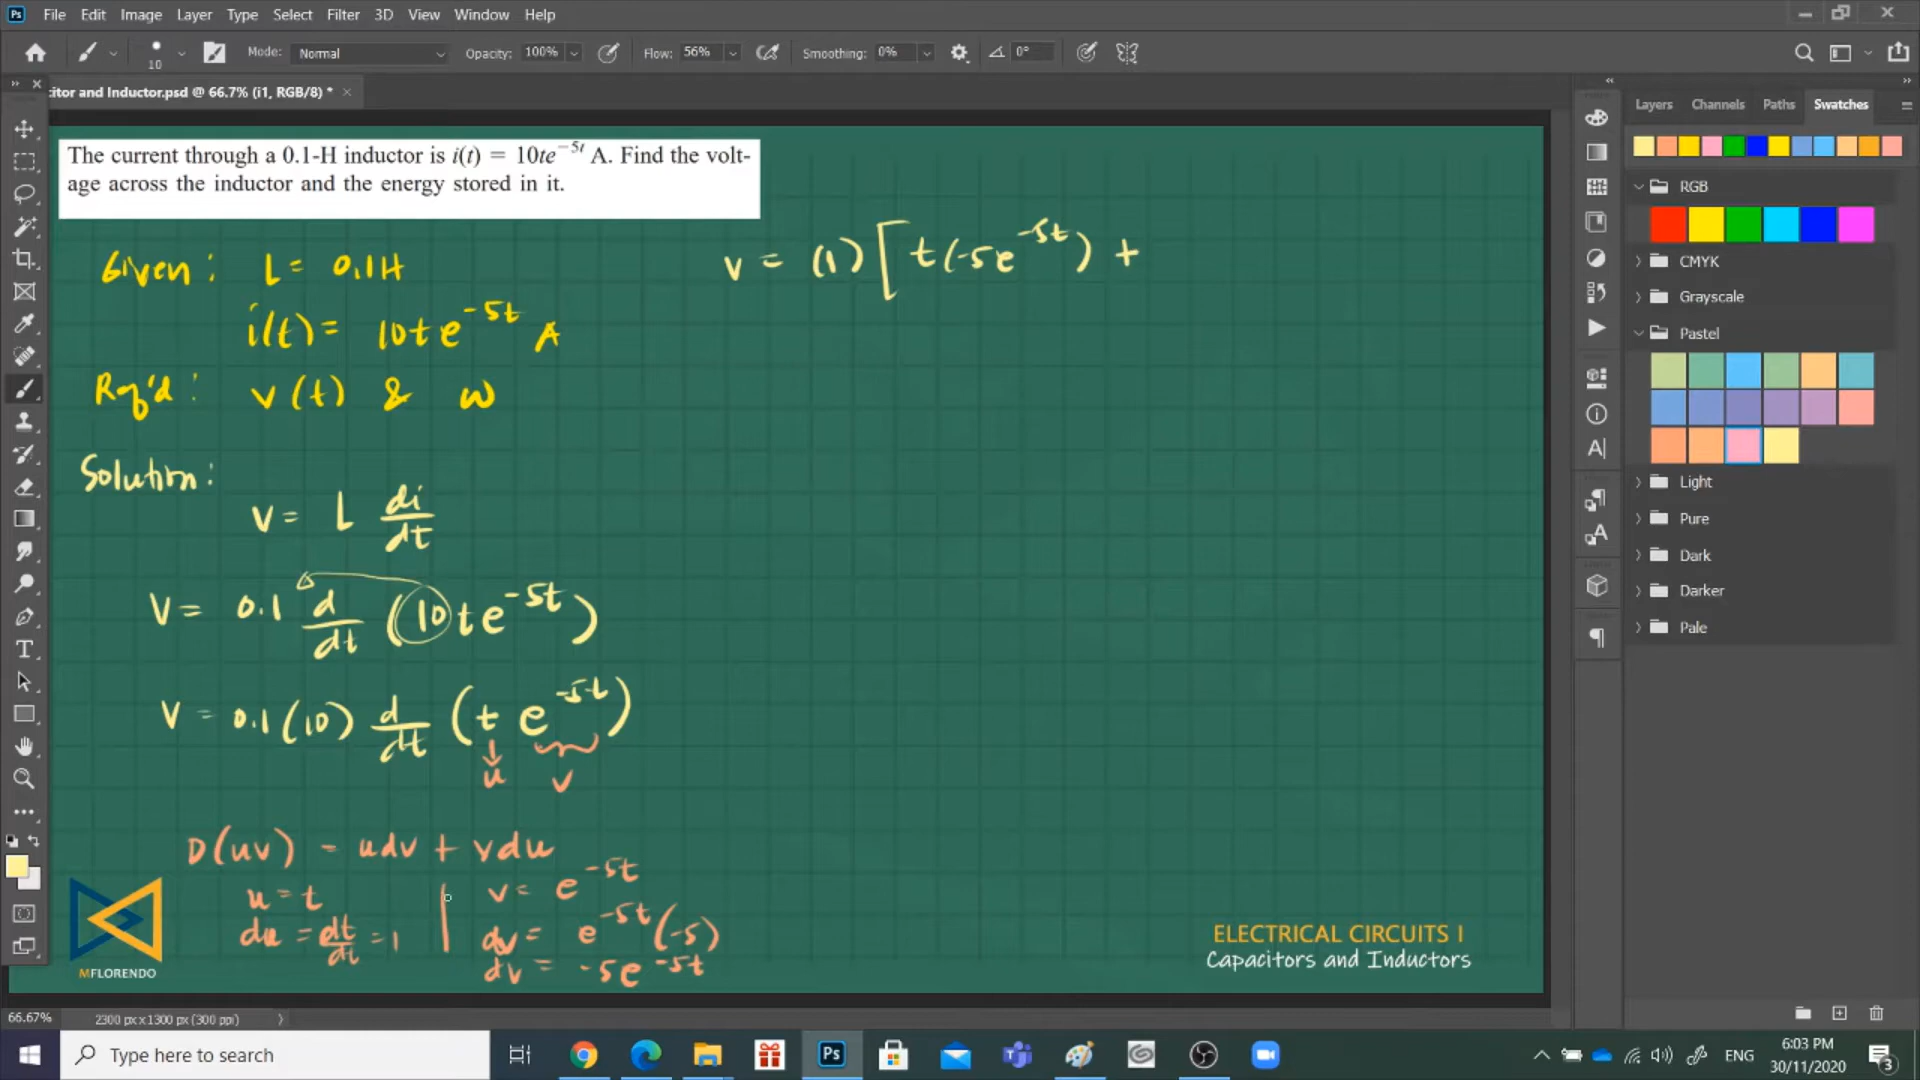 File Edit Image Layer Type Select Filter 3D View Window Help
10 Mode: Normal Opacity: 100% Flow: 56% Smoothing: 0% 0°
itor and Inductor.psd @ 66.7% (i1, RGB/8) * ×
The current through a 0.1-H inductor is i(t) = 10te^{-5t} A. Find the volt-
age across the inductor and the energy stored in it.
Given: L = 0.1H
i(t) = 10te^{-5t} A
Rq'd: v(t) & w
Solution:
V = L di/dt
V = 0.1 d/dt (10te^{-5t})
V = 0.1(10) d/dt (t e^{-5t})
u v
D(uv) = udv + vdu
u = t
du = dt/dt = 1
v = e^{-5t}
dv = e^{-5t}(-5)
dv = -5e^{-5t}
v = (1) [ t(-5e^{-5t}) +
MFLORENDO
ELECTRICAL CIRCUITS I
Capacitors and Inductors
Layers Channels Paths Swatches
RGB
CMYK
Grayscale
Pastel
Light
Pure
Dark
Darker
Pale
66.67% 2300 px x 1300 px (300 ppi)
Type here to search
ENG
6:03 PM
30/11/2020
3